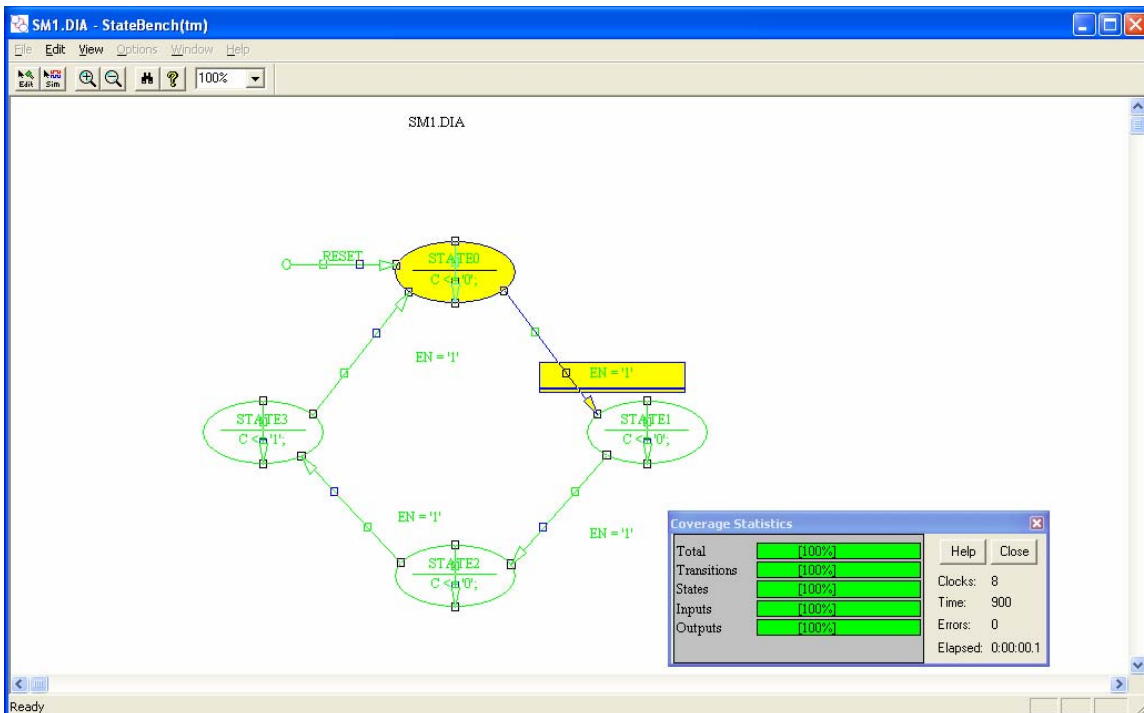 SM1.DIA - StateBench(tm)
File Edit View Options Window Help
Edit Sim 100%
SM1.DIA
RESET
STATE0
C <= '0';
EN = '1'
EN = '1'
STATE3
C <= '1';
STATE1
C <= '0';
EN = '1'
EN = '1'
STATE2
C <= '0';
Coverage Statistics
Total [100%]
Transitions [100%]
States [100%]
Inputs [100%]
Outputs [100%]
Help Close
Clocks: 8
Time: 900
Errors: 0
Elapsed: 0:00:00.1
Ready